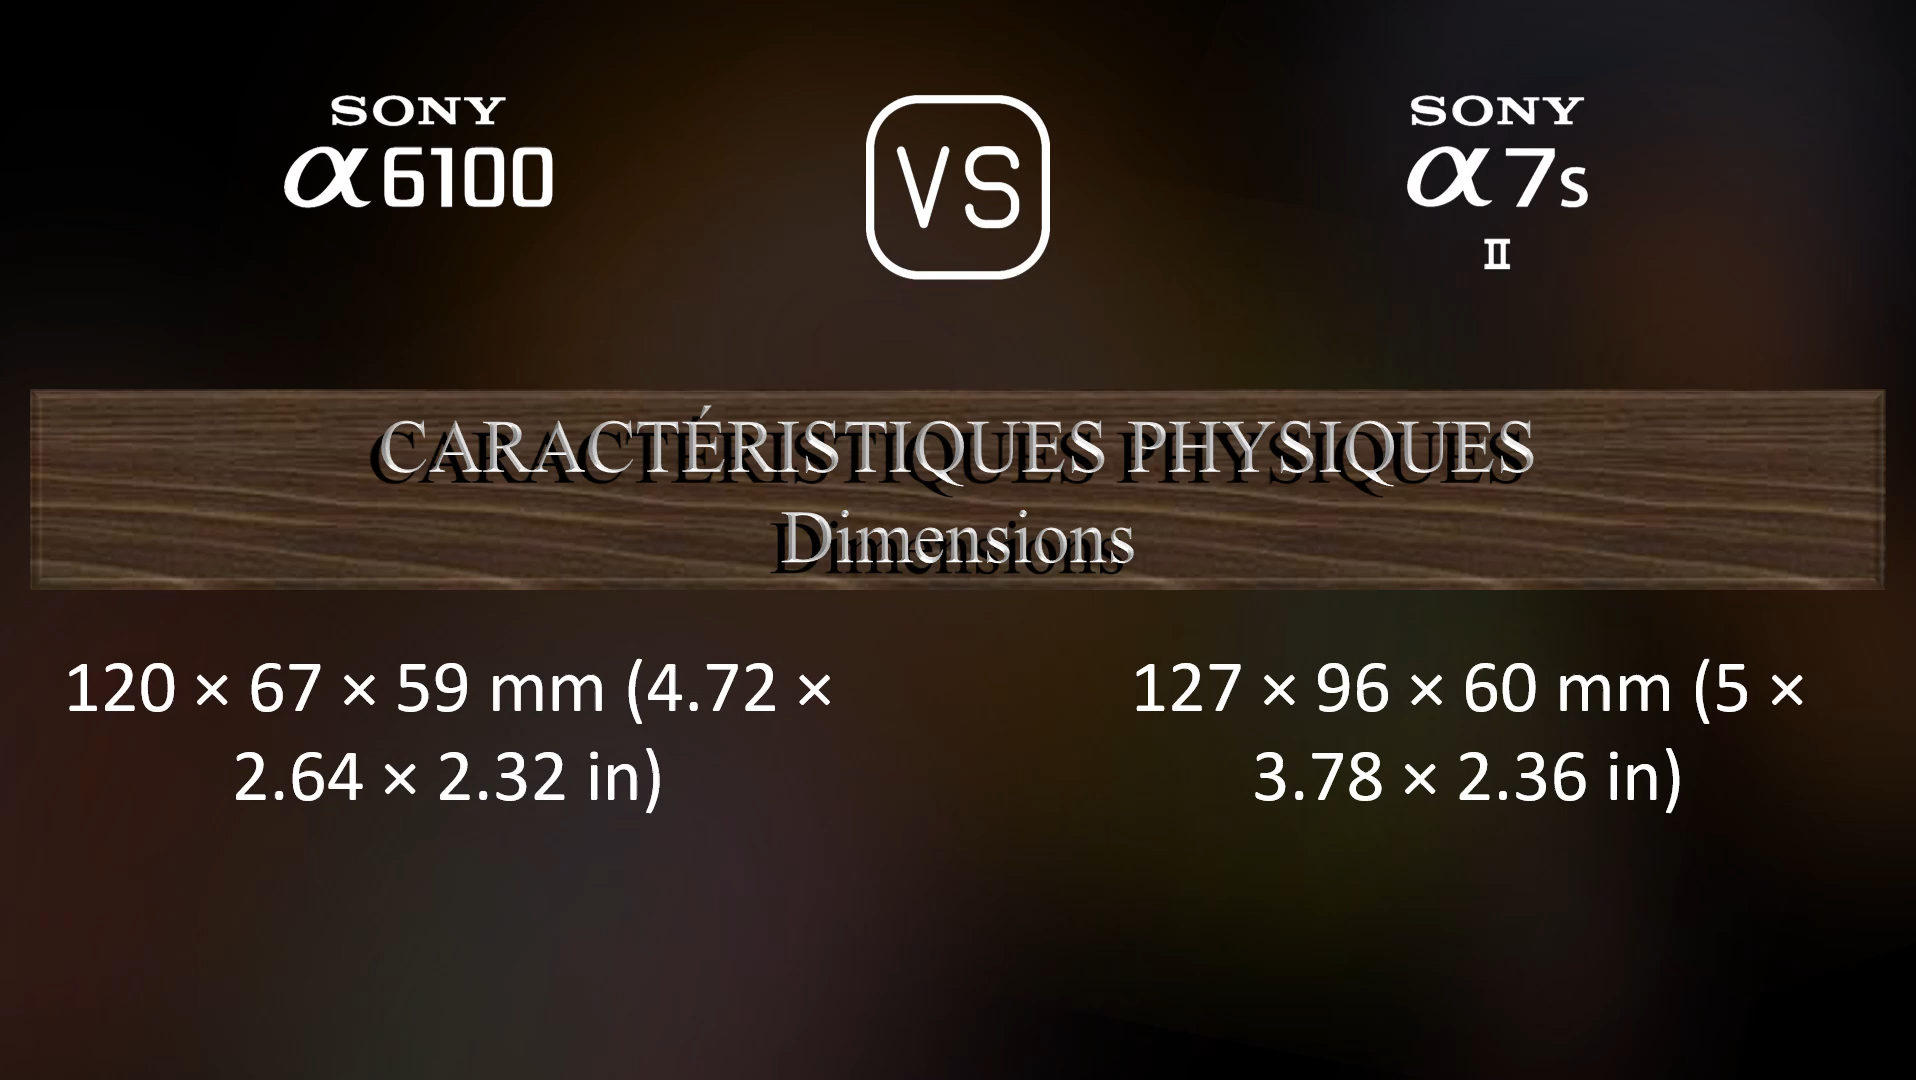 SONY
α6100
VS
SONY
α7s
II
CARACTÉRISTIQUES PHYSIQUES
Dimensions
120 × 67 × 59 mm (4.72 ×
2.64 × 2.32 in)
127 × 96 × 60 mm (5 ×
3.78 × 2.36 in)